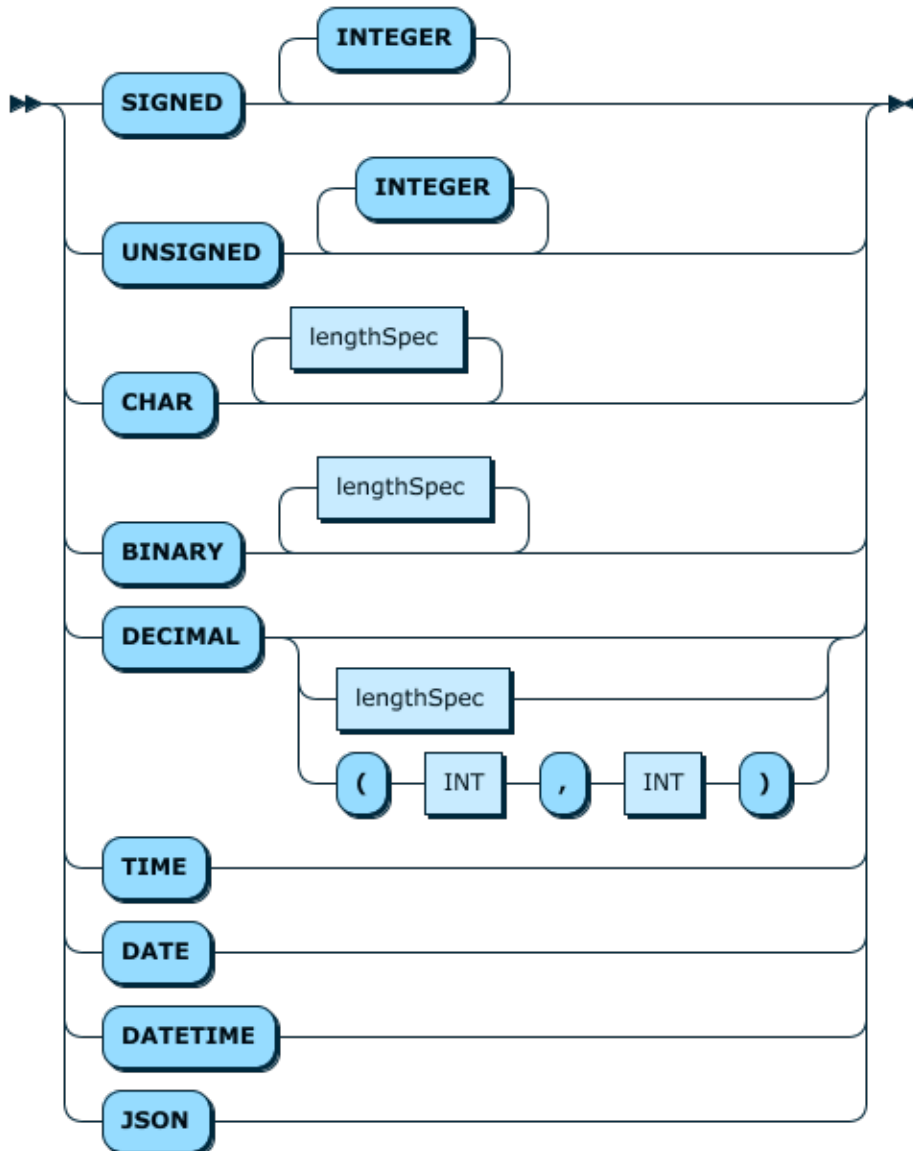 INTEGER
SIGNED
INTEGER
UNSIGNED
lengthSpec
CHAR
lengthSpec
BINARY
DECIMAL
lengthSpec
( INT , INT )
TIME
DATE
DATETIME
JSON